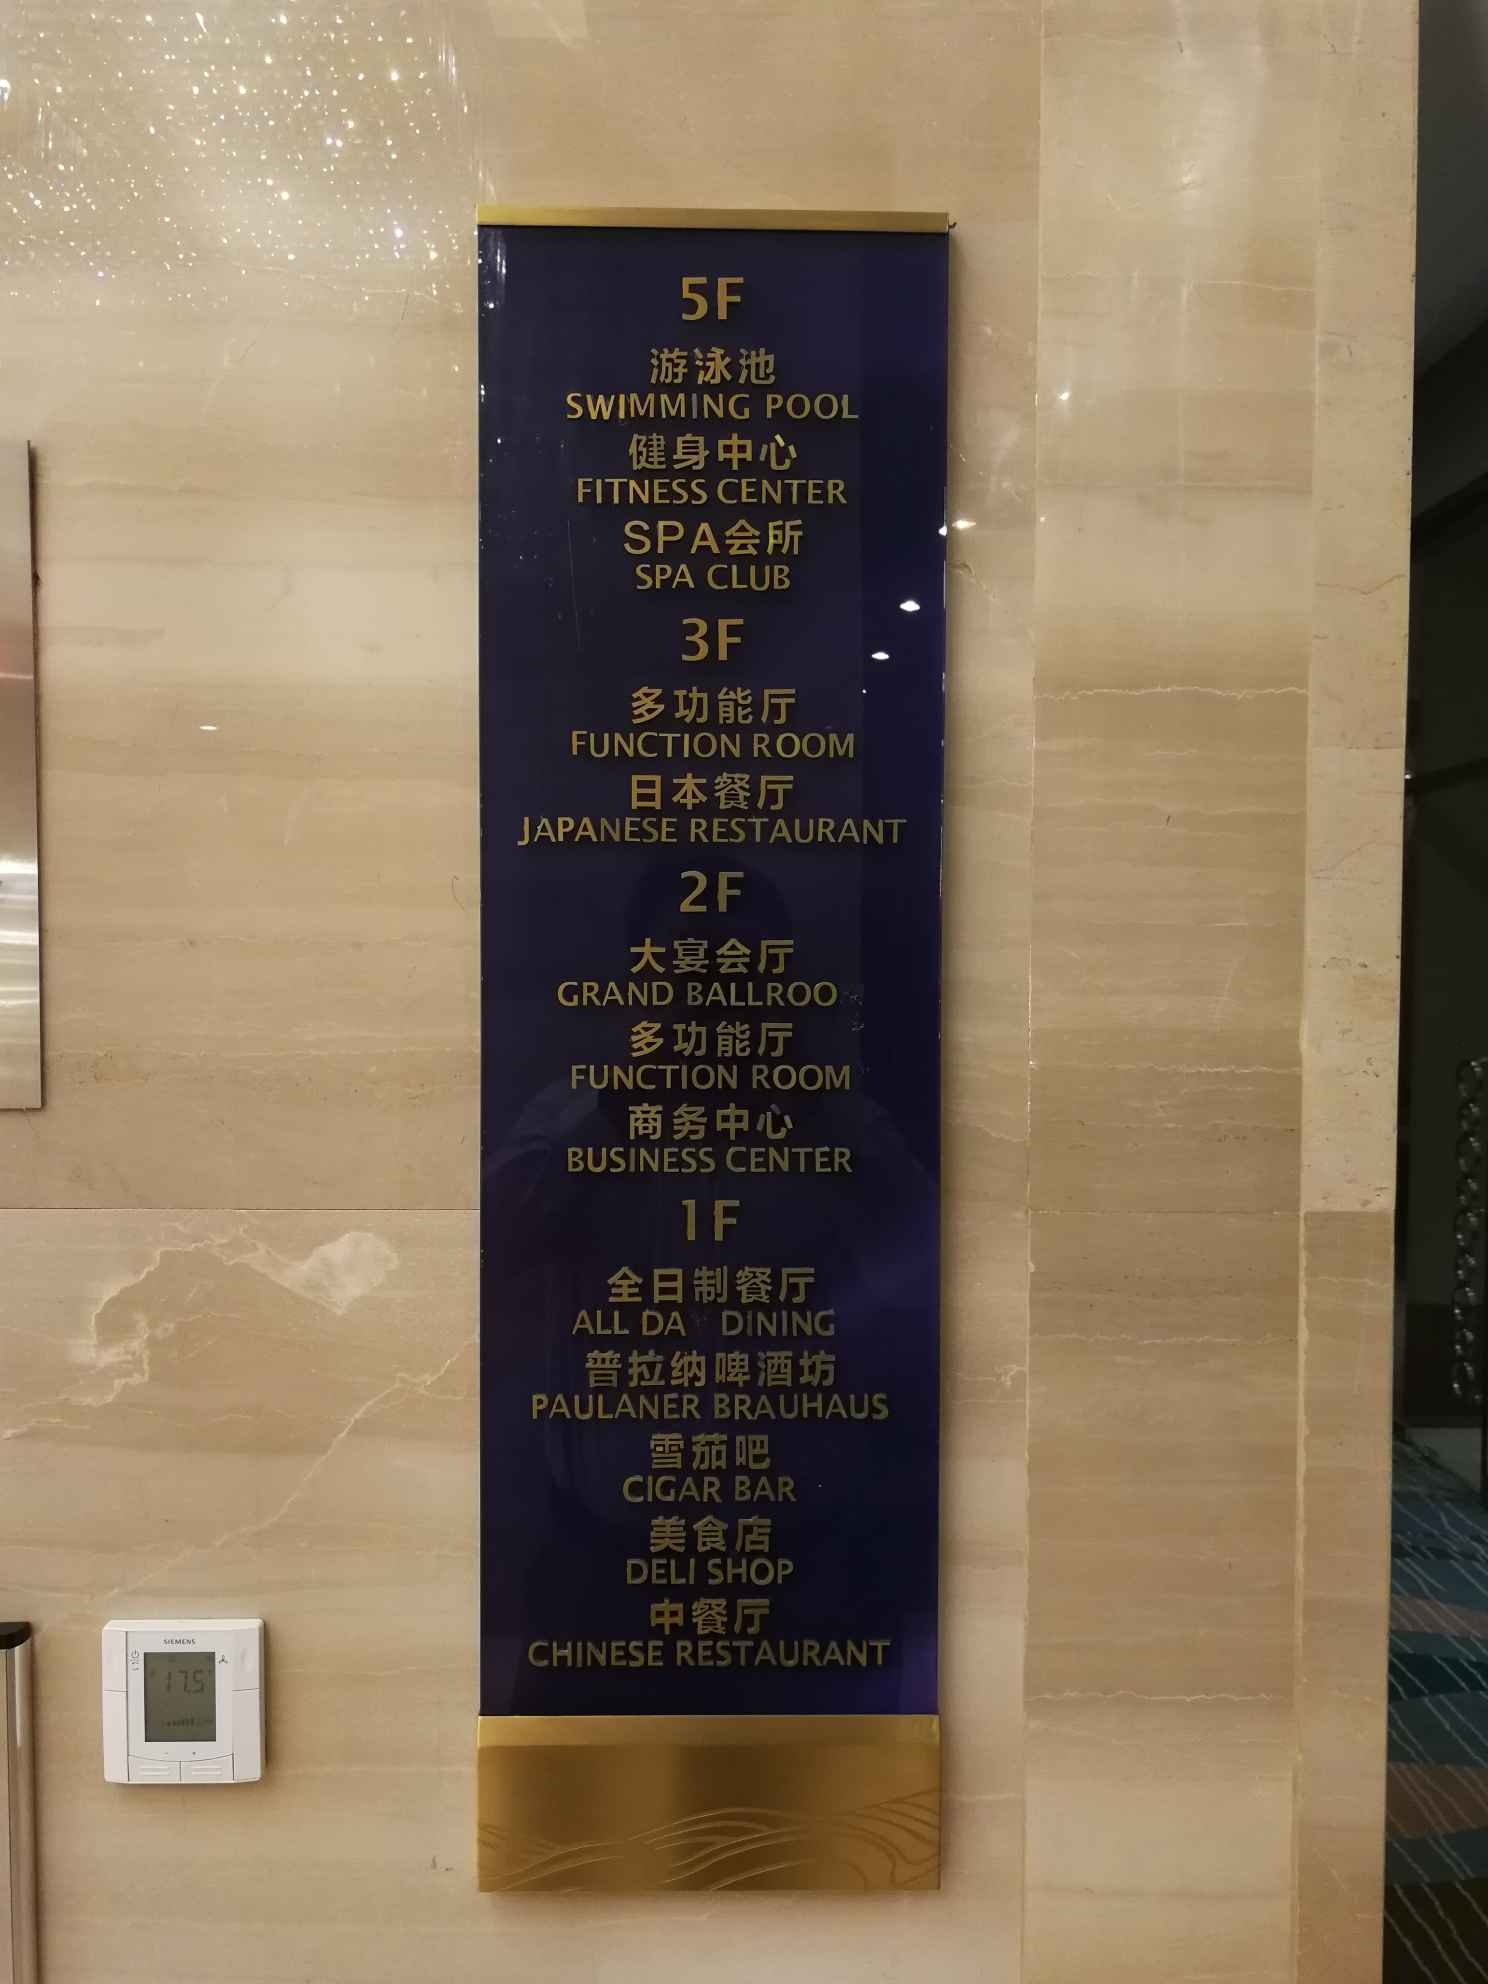 5F
游泳池
SWIMMING POOL
健身中心
FITNESS CENTER
SPA会所
SPA CLUB
3F
多功能厅
FUNCTION ROOM
日本餐厅
JAPANESE RESTAURANT
2F
大宴会厅
GRAND BALLROO
多功能厅
FUNCTION ROOM
商务中心
BUSINESS CENTER
1F
全日制餐厅
ALL DA DINING
普拉纳啤酒坊
PAULANER BRAUHAUS
雪茄吧
CIGAR BAR
美食店
DELI SHOP
中餐厅
CHINESE RESTAURANT
SIEMENS
17.5